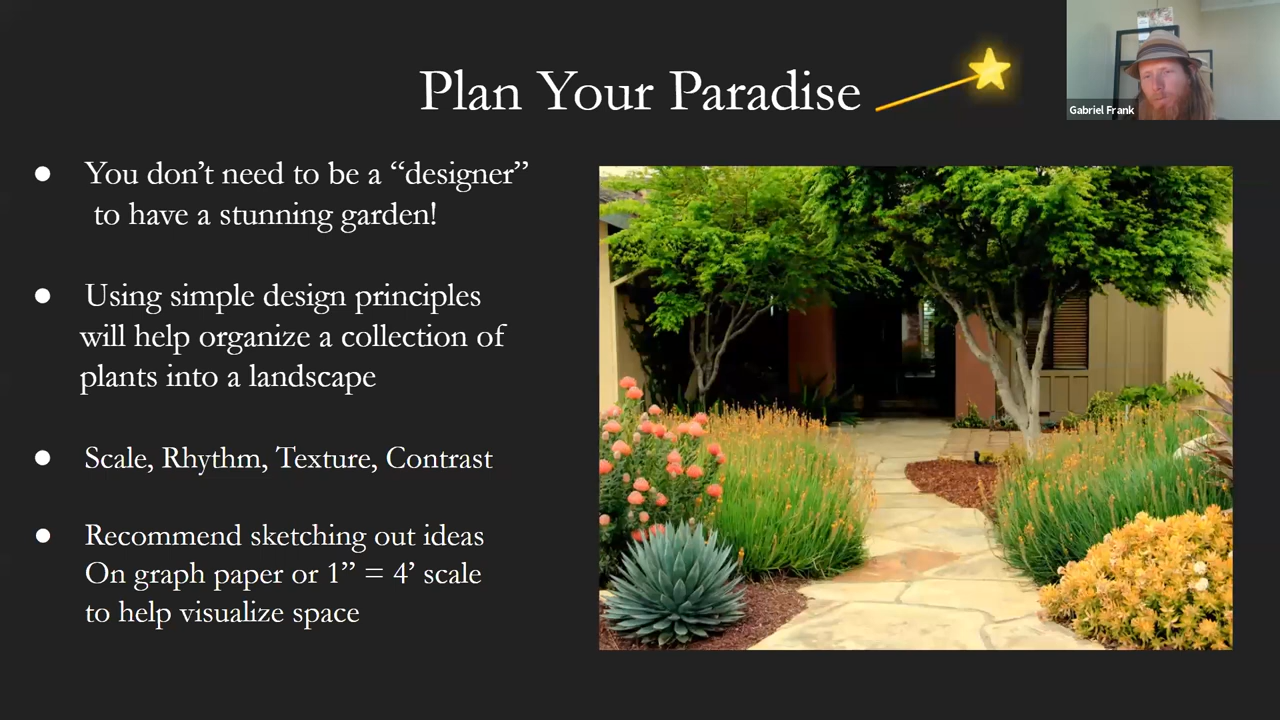 Plan Your Paradise
Gabriel Frank
● You don’t need to be a “designer”
to have a stunning garden!
● Using simple design principles
will help organize a collection of
plants into a landscape
● Scale, Rhythm, Texture, Contrast
● Recommend sketching out ideas
On graph paper or 1” = 4’ scale
to help visualize space